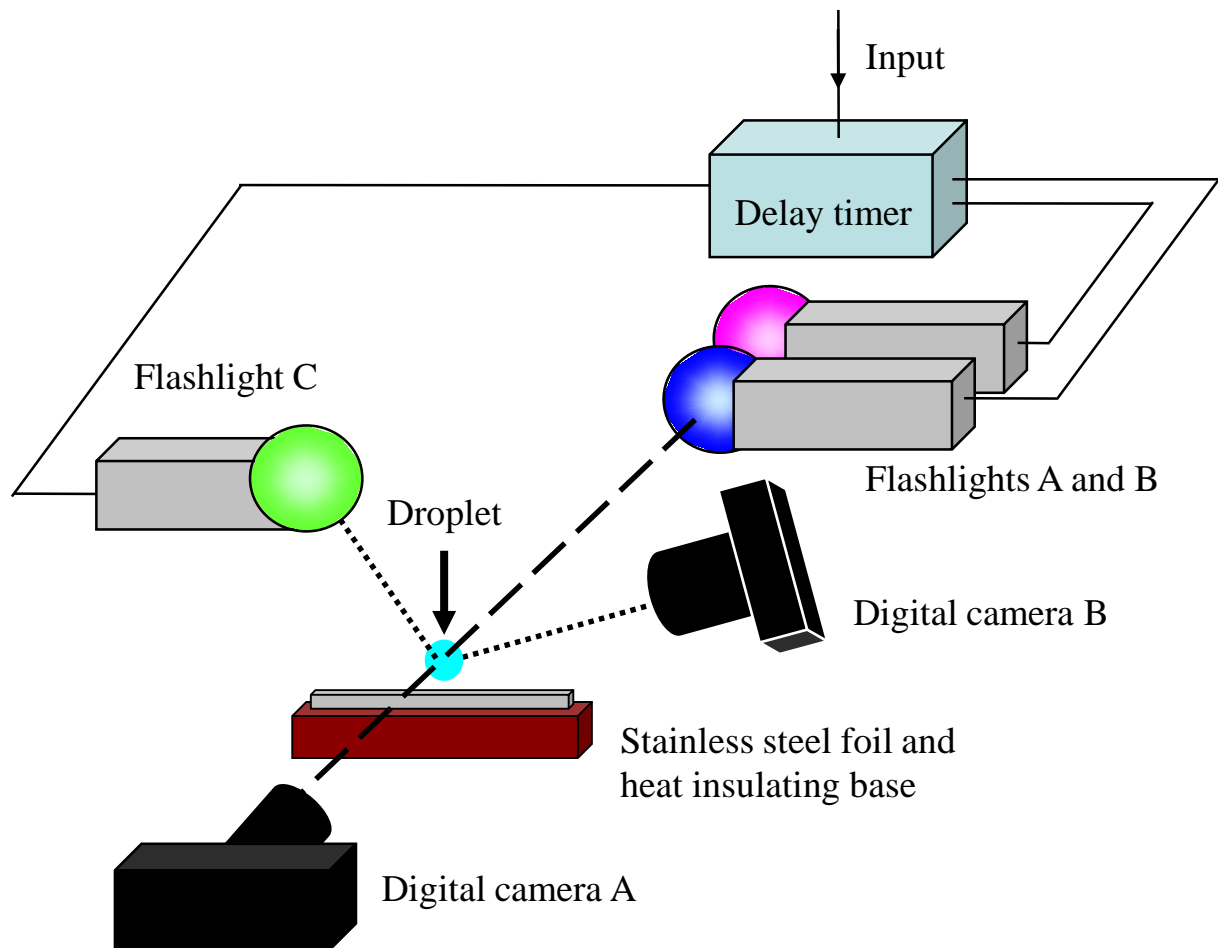 Input
Delay timer
Flashlight C
Flashlights A and B
Droplet
Digital camera B
Stainless steel foil and
heat insulating base
Digital camera A